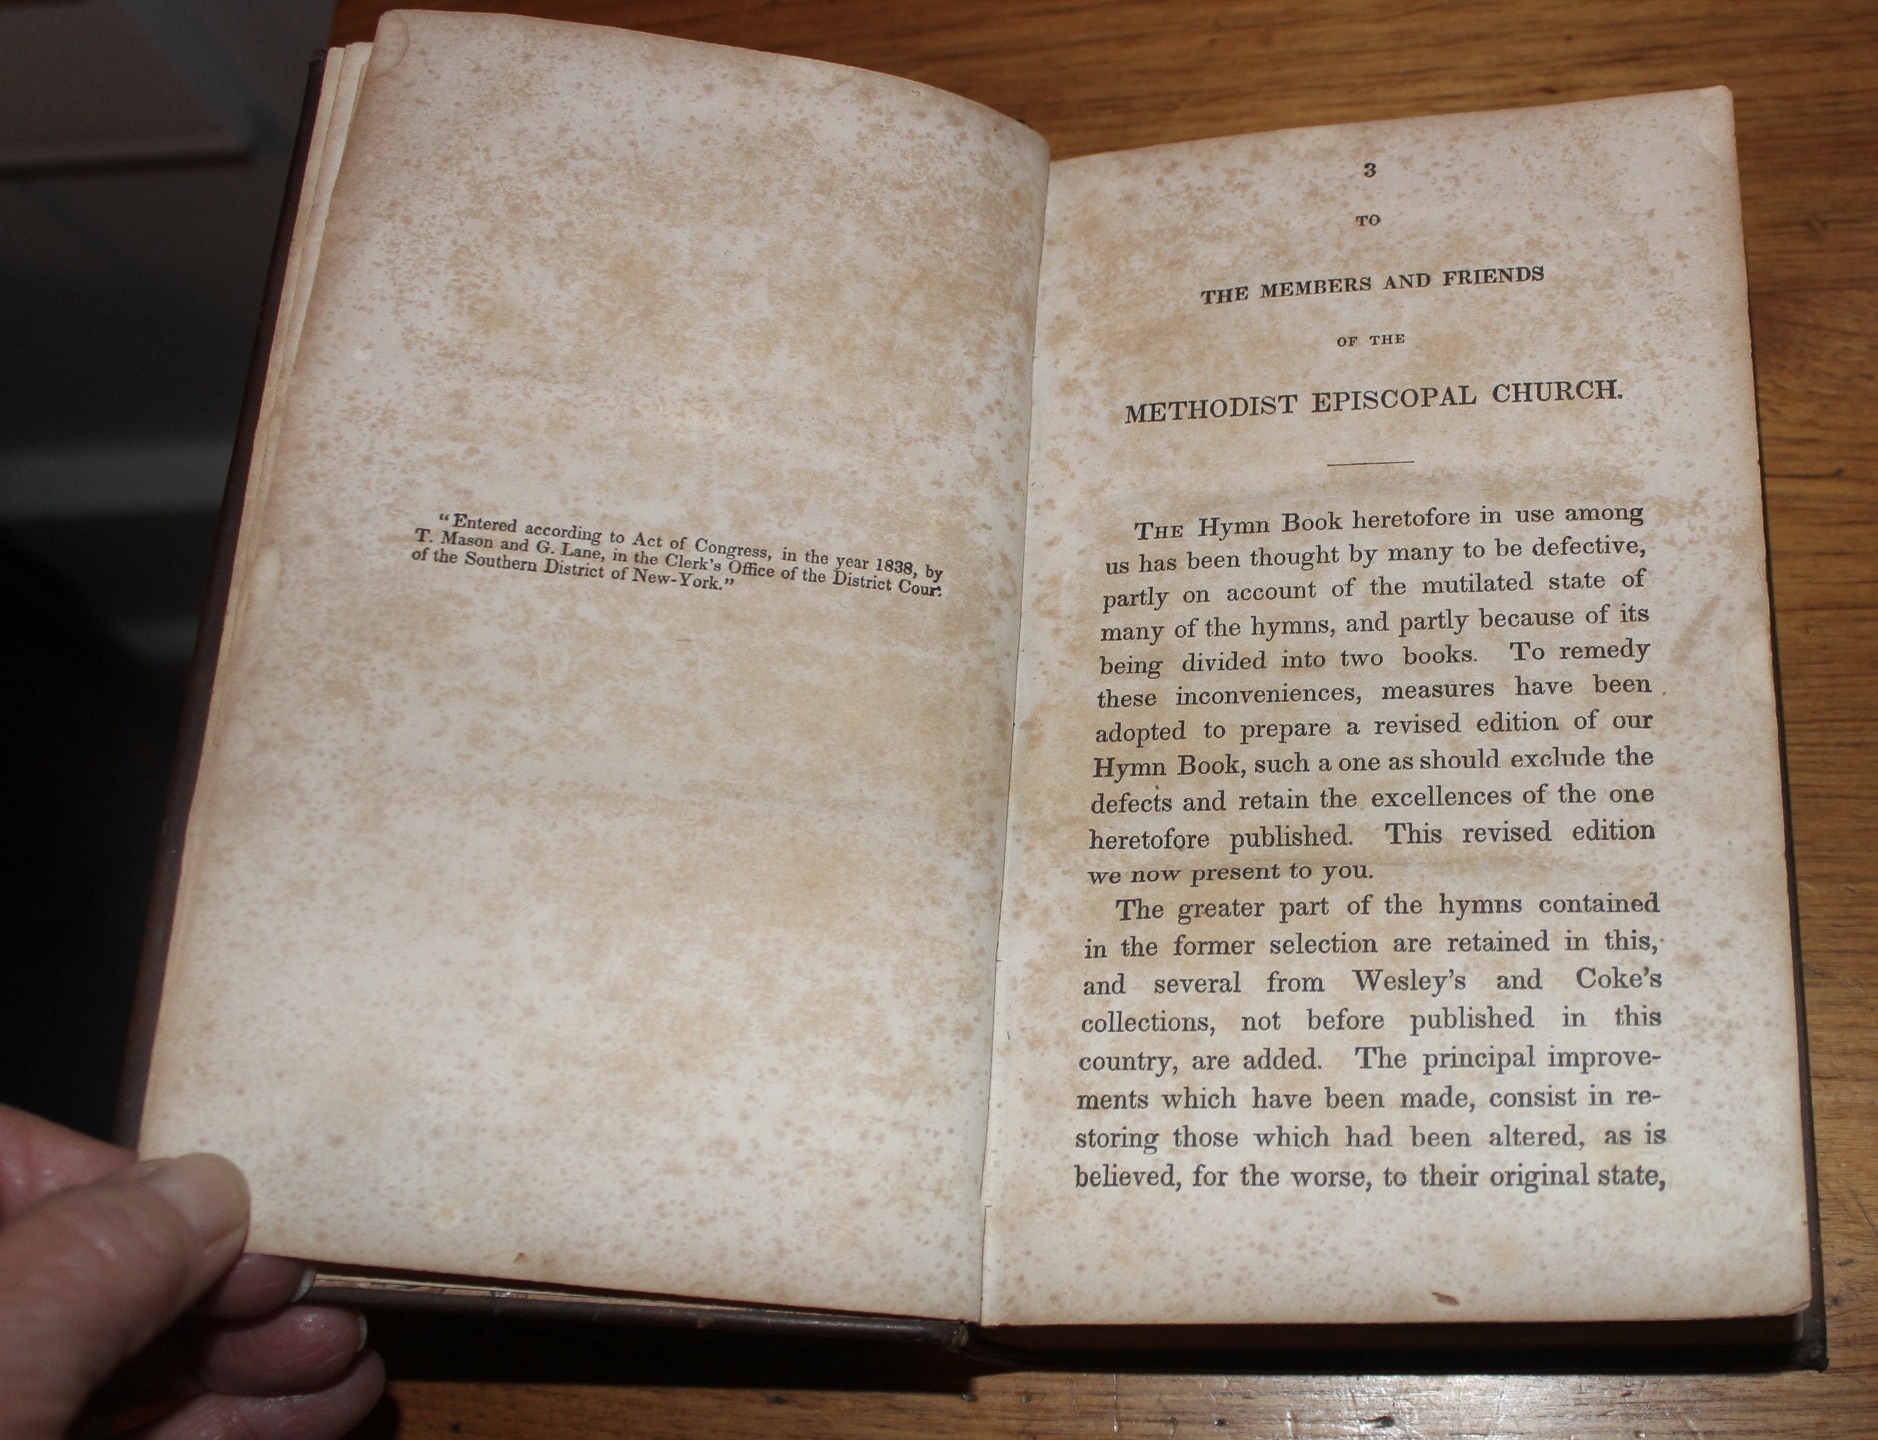 "Entered according to Act of Congress, in the year 1838, by
T. Mason and G. Lane, in the Clerk's Office of the District Court
of the Southern District of New-York."
3
TO
THE MEMBERS AND FRIENDS
OF THE
METHODIST EPISCOPAL CHURCH.
THE Hymn Book heretofore in use among
us has been thought by many to be defective,
partly on account of the mutilated state of
many of the hymns, and partly because of its
being divided into two books. To remedy
these inconveniences, measures have been
adopted to prepare a revised edition of our
Hymn Book, such a one as should exclude the
defects and retain the excellences of the one
heretofore published. This revised edition
we now present to you.
The greater part of the hymns contained
in the former selection are retained in this,
and several from Wesley's and Coke's
collections, not before published in this
country, are added. The principal improve-
ments which have been made, consist in re-
storing those which had been altered, as is
believed, for the worse, to their original state,